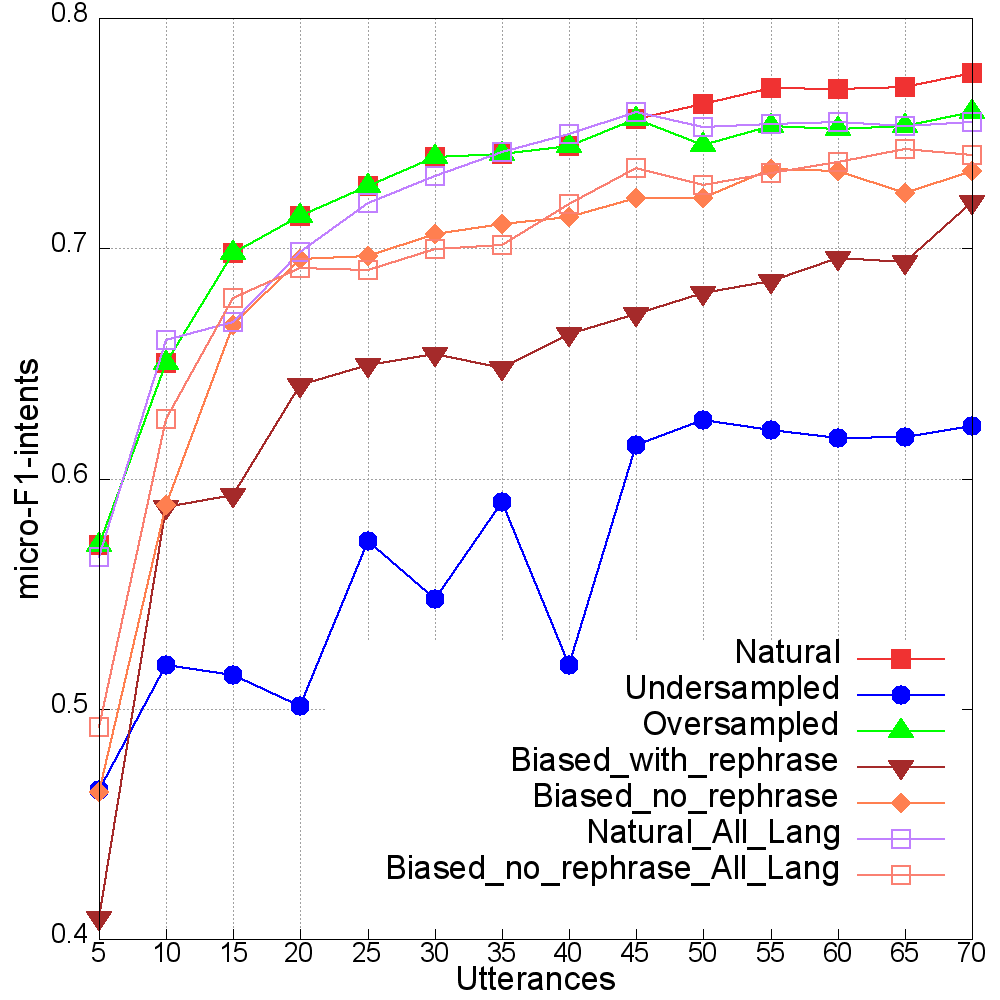 0.8
0.7
0.6
0.5
0.4
micro-F1-intents
Natural
Undersampled
Oversampled
Biased_with_rephrase
Biased_no_rephrase
Natural_All_Lang
Biased_no_rephrase_All_Lang
5 10 15 20 25 30 35 40 45 50 55 60 65 70
Utterances